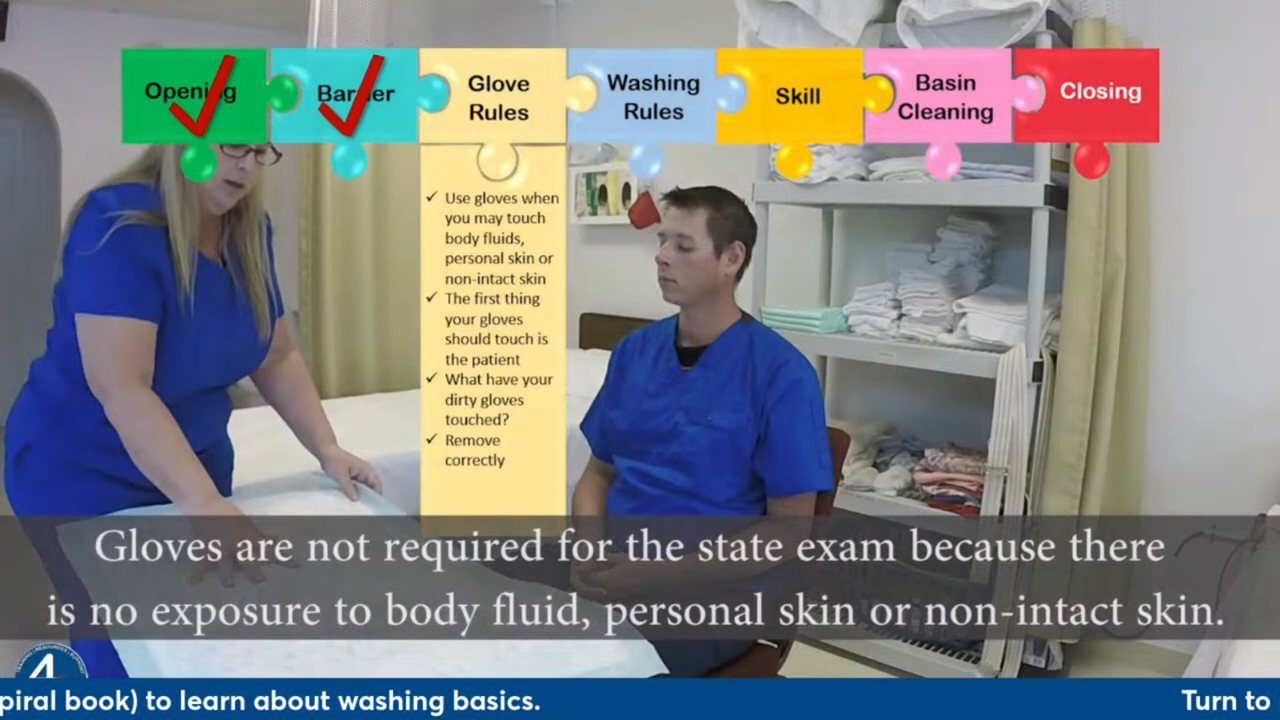 Opening
Barrier
Glove
Rules
Washing
Rules
Skill
Basin
Cleaning
Closing
✓ Use gloves when
you may touch
body fluids,
personal skin or
non-intact skin
✓ The first thing
your gloves
should touch is
the patient
✓ What have your
dirty gloves
touched?
✓ Remove
correctly
Gloves are not required for the state exam because there
is no exposure to body fluid, personal skin or non-intact skin.
4
piral book) to learn about washing basics.
Turn to